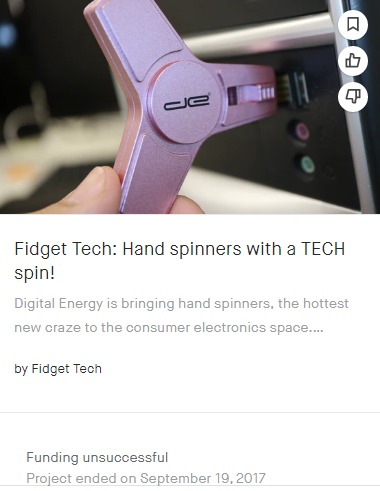 de
Fidget Tech: Hand spinners with a TECH
spin!
Digital Energy is bringing hand spinners, the hottest
new craze to the consumer electronics space....
by Fidget Tech
Funding unsuccessful
Project ended on September 19, 2017